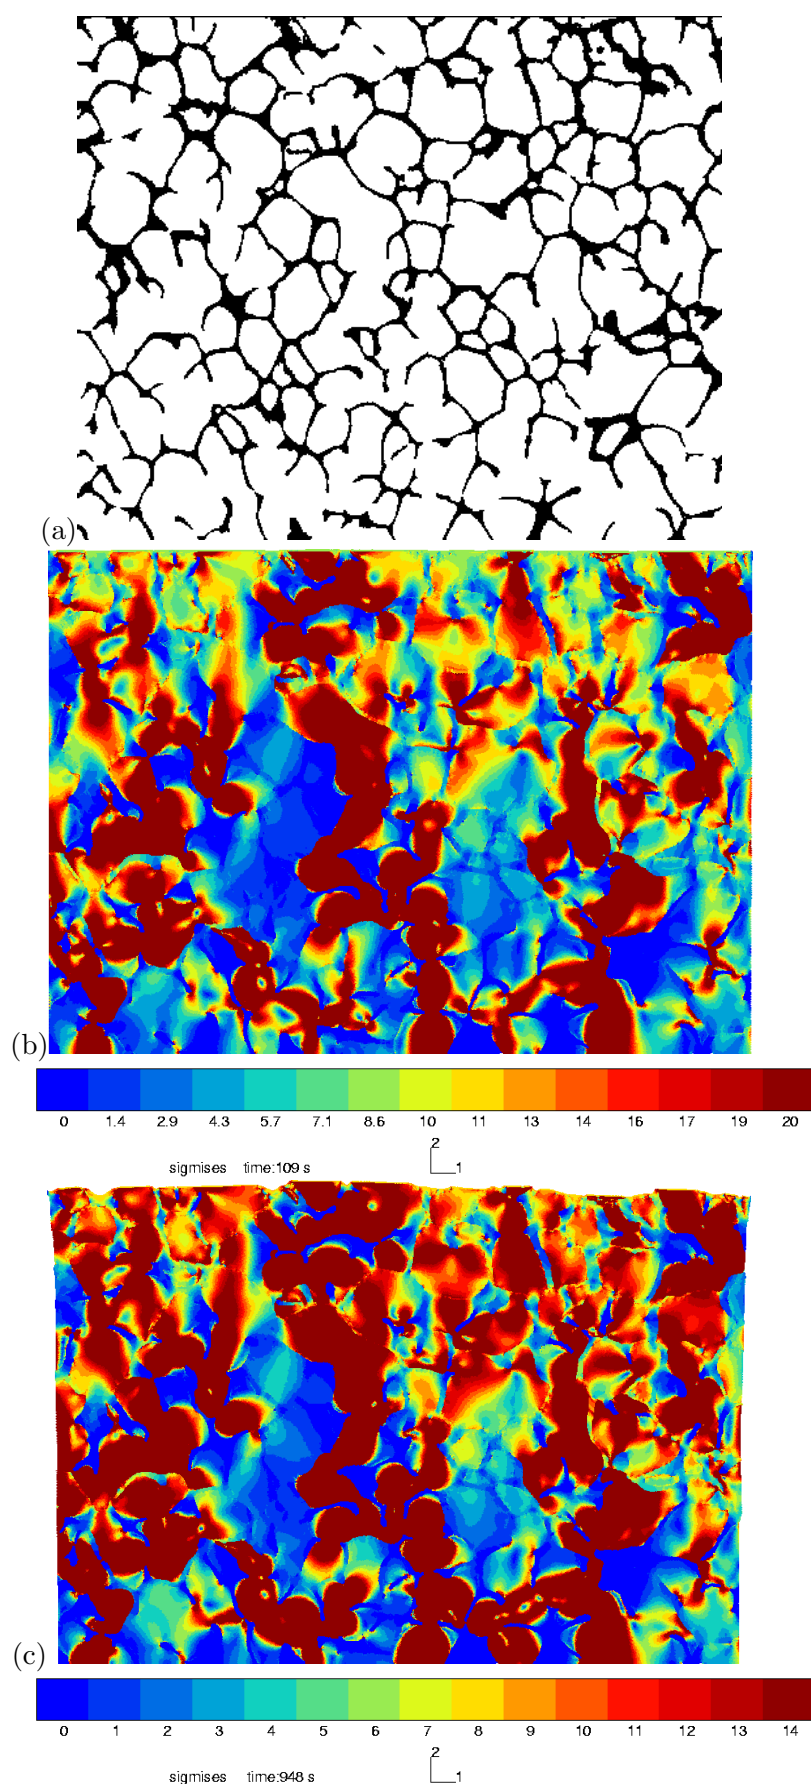 (a)
(b)
0 1.4 2.9 4.3 5.7 7.1 8.6 10 11 13 14 16 17 19 20
2
sigmises time:109 s 1
(c)
0 1 2 3 4 5 6 7 8 9 10 11 12 13 14
2
sigmises time:948 s 1